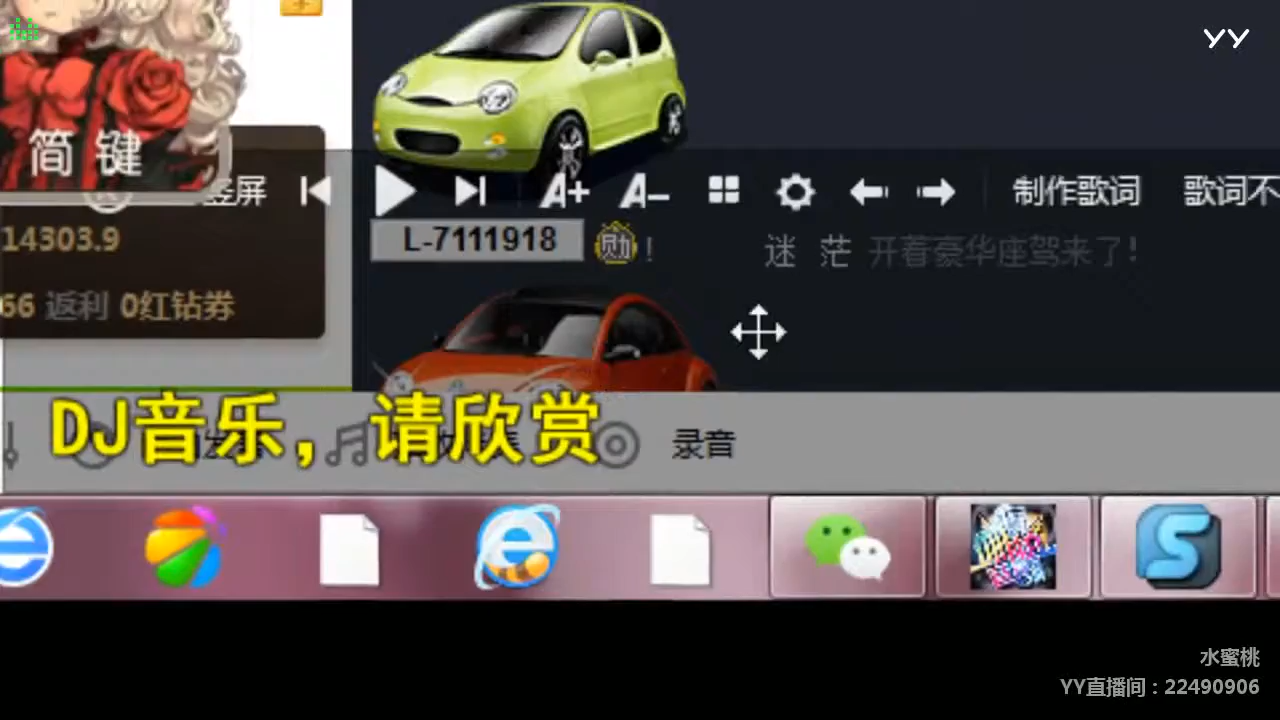 YY
简 键
竖屏
A+ A-
制作歌词
歌词不
14303.9
L-7111918
勋 !
迷 茫 开着豪华座驾来了!
66 返利 0红钻券
DJ音乐，请欣赏
录音
水蜜桃
YY直播间：22490906